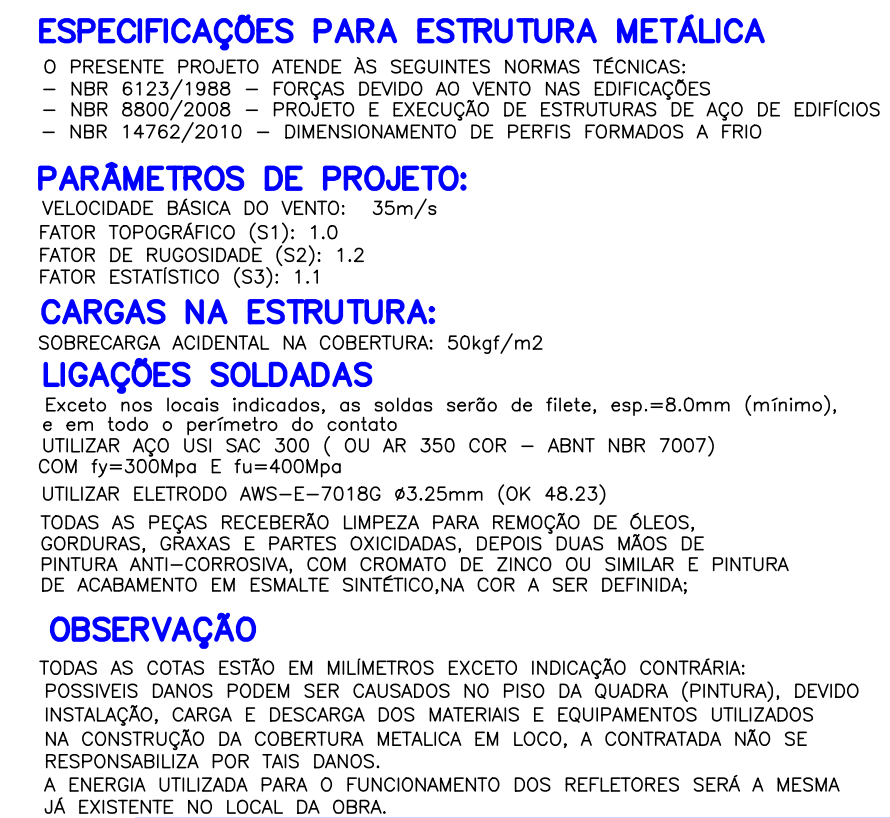 ESPECIFICAÇÕES PARA ESTRUTURA METÁLICA
O PRESENTE PROJETO ATENDE ÀS SEGUINTES NORMAS TÉCNICAS:
- NBR 6123/1988 - FORÇAS DEVIDO AO VENTO NAS EDIFICAÇÕES
- NBR 8800/2008 - PROJETO E EXECUÇÃO DE ESTRUTURAS DE AÇO DE EDIFÍCIOS
- NBR 14762/2010 - DIMENSIONAMENTO DE PERFIS FORMADOS A FRIO
PARÂMETROS DE PROJETO:
VELOCIDADE BÁSICA DO VENTO: 35m/s
FATOR TOPOGRÁFICO (S1): 1.0
FATOR DE RUGOSIDADE (S2): 1.2
FATOR ESTATÍSTICO (S3): 1.1
CARGAS NA ESTRUTURA:
SOBRECARGA ACIDENTAL NA COBERTURA: 50kgf/m2
LIGAÇÕES SOLDADAS
Exceto nos locais indicados, as soldas serão de filete, esp.=8.0mm (mínimo),
e em todo o perímetro do contato
UTILIZAR AÇO USI SAC 300 ( OU AR 350 COR - ABNT NBR 7007)
COM fy=300Mpa E fu=400Mpa
UTILIZAR ELETRODO AWS-E-7018G ø3.25mm (OK 48.23)
TODAS AS PEÇAS RECEBERÃO LIMPEZA PARA REMOÇÃO DE ÓLEOS,
GORDURAS, GRAXAS E PARTES OXICIDADAS, DEPOIS DUAS MÃOS DE
PINTURA ANTI-CORROSIVA, COM CROMATO DE ZINCO OU SIMILAR E PINTURA
DE ACABAMENTO EM ESMALTE SINTÉTICO,NA COR A SER DEFINIDA;
OBSERVAÇÃO
TODAS AS COTAS ESTÃO EM MILÍMETROS EXCETO INDICAÇÃO CONTRÁRIA:
POSSIVEIS DANOS PODEM SER CAUSADOS NO PISO DA QUADRA (PINTURA), DEVIDO
INSTALAÇÃO, CARGA E DESCARGA DOS MATERIAIS E EQUIPAMENTOS UTILIZADOS
NA CONSTRUÇÃO DA COBERTURA METALICA EM LOCO, A CONTRATADA NÃO SE
RESPONSABILIZA POR TAIS DANOS.
A ENERGIA UTILIZADA PARA O FUNCIONAMENTO DOS REFLETORES SERÁ A MESMA
JÁ EXISTENTE NO LOCAL DA OBRA.